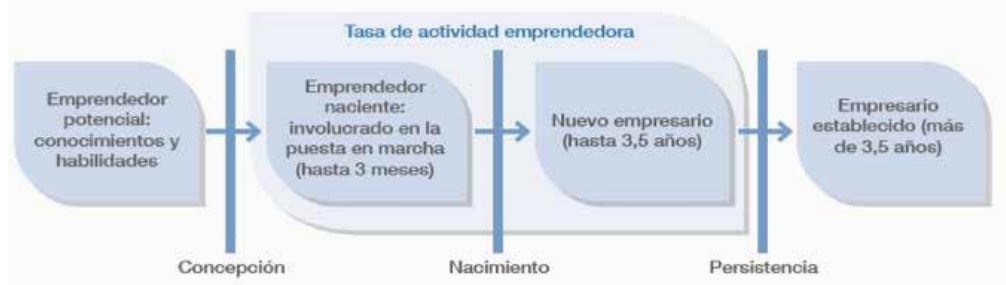 Tasa de actividad emprendedora
Emprendedor
potencial:
conocimientos y
habilidades
Emprendedor
naciente:
involucrado en la
puesta en marcha
(hasta 3 meses)
Nuevo empresario
(hasta 3,5 años)
Empresario
establecido (más
de 3,5 años)
Concepción
Nacimiento
Persistencia